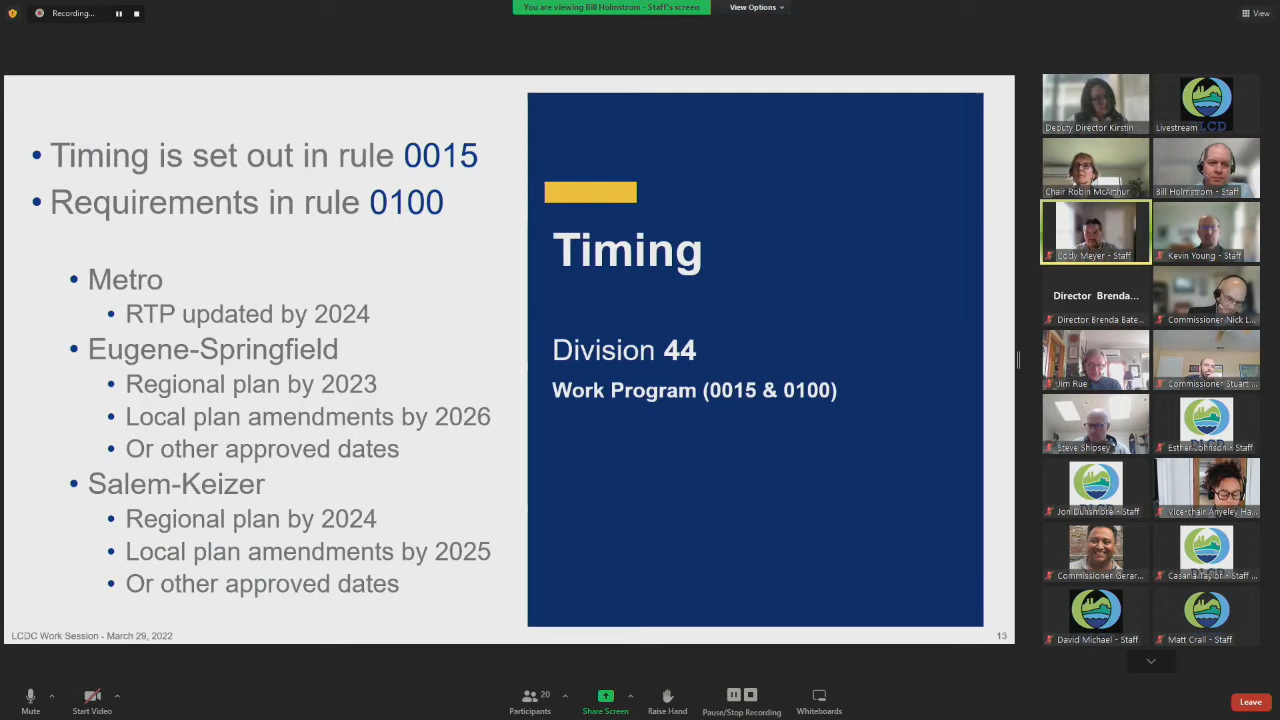 Recording...
You are viewing Bill Holmstrom - Staff's screen
View Options
View
• Timing is set out in rule 0015
• Requirements in rule 0100
• Metro
• RTP updated by 2024
• Eugene-Springfield
• Regional plan by 2023
• Local plan amendments by 2026
• Or other approved dates
• Salem-Keizer
• Regional plan by 2024
• Local plan amendments by 2025
• Or other approved dates
LCDC Work Session - March 29, 2022
Timing
Division 44
Work Program (0015 & 0100)
13
Deputy Director Kirstin
Livestream
Chair Robin McArthur
Bill Holmstrom - Staff
Cody Meyer - Staff
Kevin Young - Staff
Director Brenda...
Director Brenda Bate...
Commissioner Nick L...
Jim Rue
Commissioner Stuart ...
Steve Shipsey
Esther Johnson - Staff
Jon Dunsmore - Staff
Vice-chair Anyeley Ha...
Commissioner Gerar...
Casaria Taylor - Staff ...
David Michael - Staff
Matt Crall - Staff
Mute
Start Video
20
Participants
Share Screen
Raise Hand
Pause/Stop Recording
Whiteboards
Leave